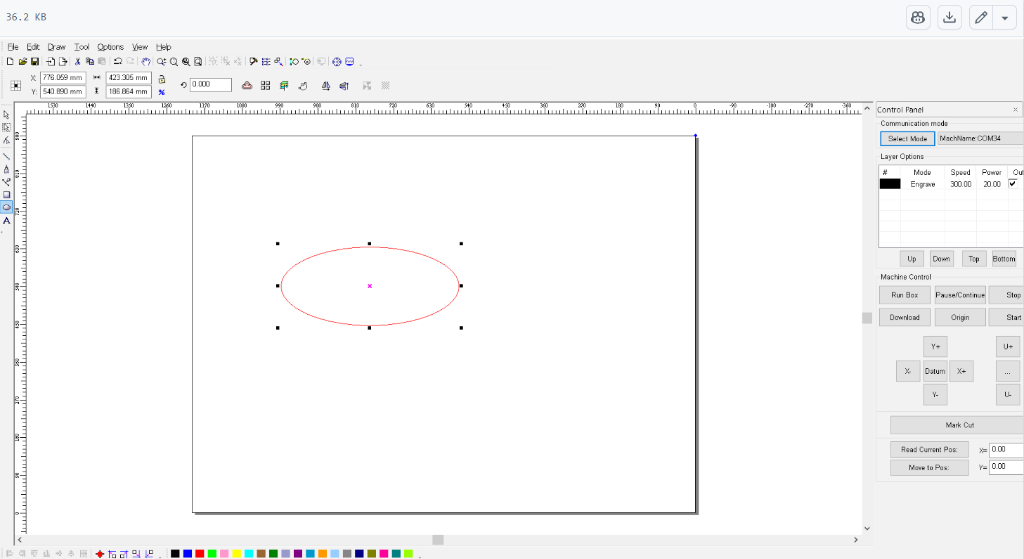 36.2 KB
File Edit Draw Tool Options View Help
X: 776.059 mm 423.305 mm 0.000
Y: 540.890 mm 186.864 mm %
Control Panel ×
Communication mode
Select Mode MachName:COM34
Layer Options
# Mode Speed Power Out
Engrave 300.00 20.00
Up Down Top Bottom
Machine Control
Run Box Pause/Continue Stop
Download Origin Start
Y+ U+
X- Datum X+ ...
Y- U-
Mark Cut
Read Current Pos: X= 0.00
Move to Pos: Y= 0.00